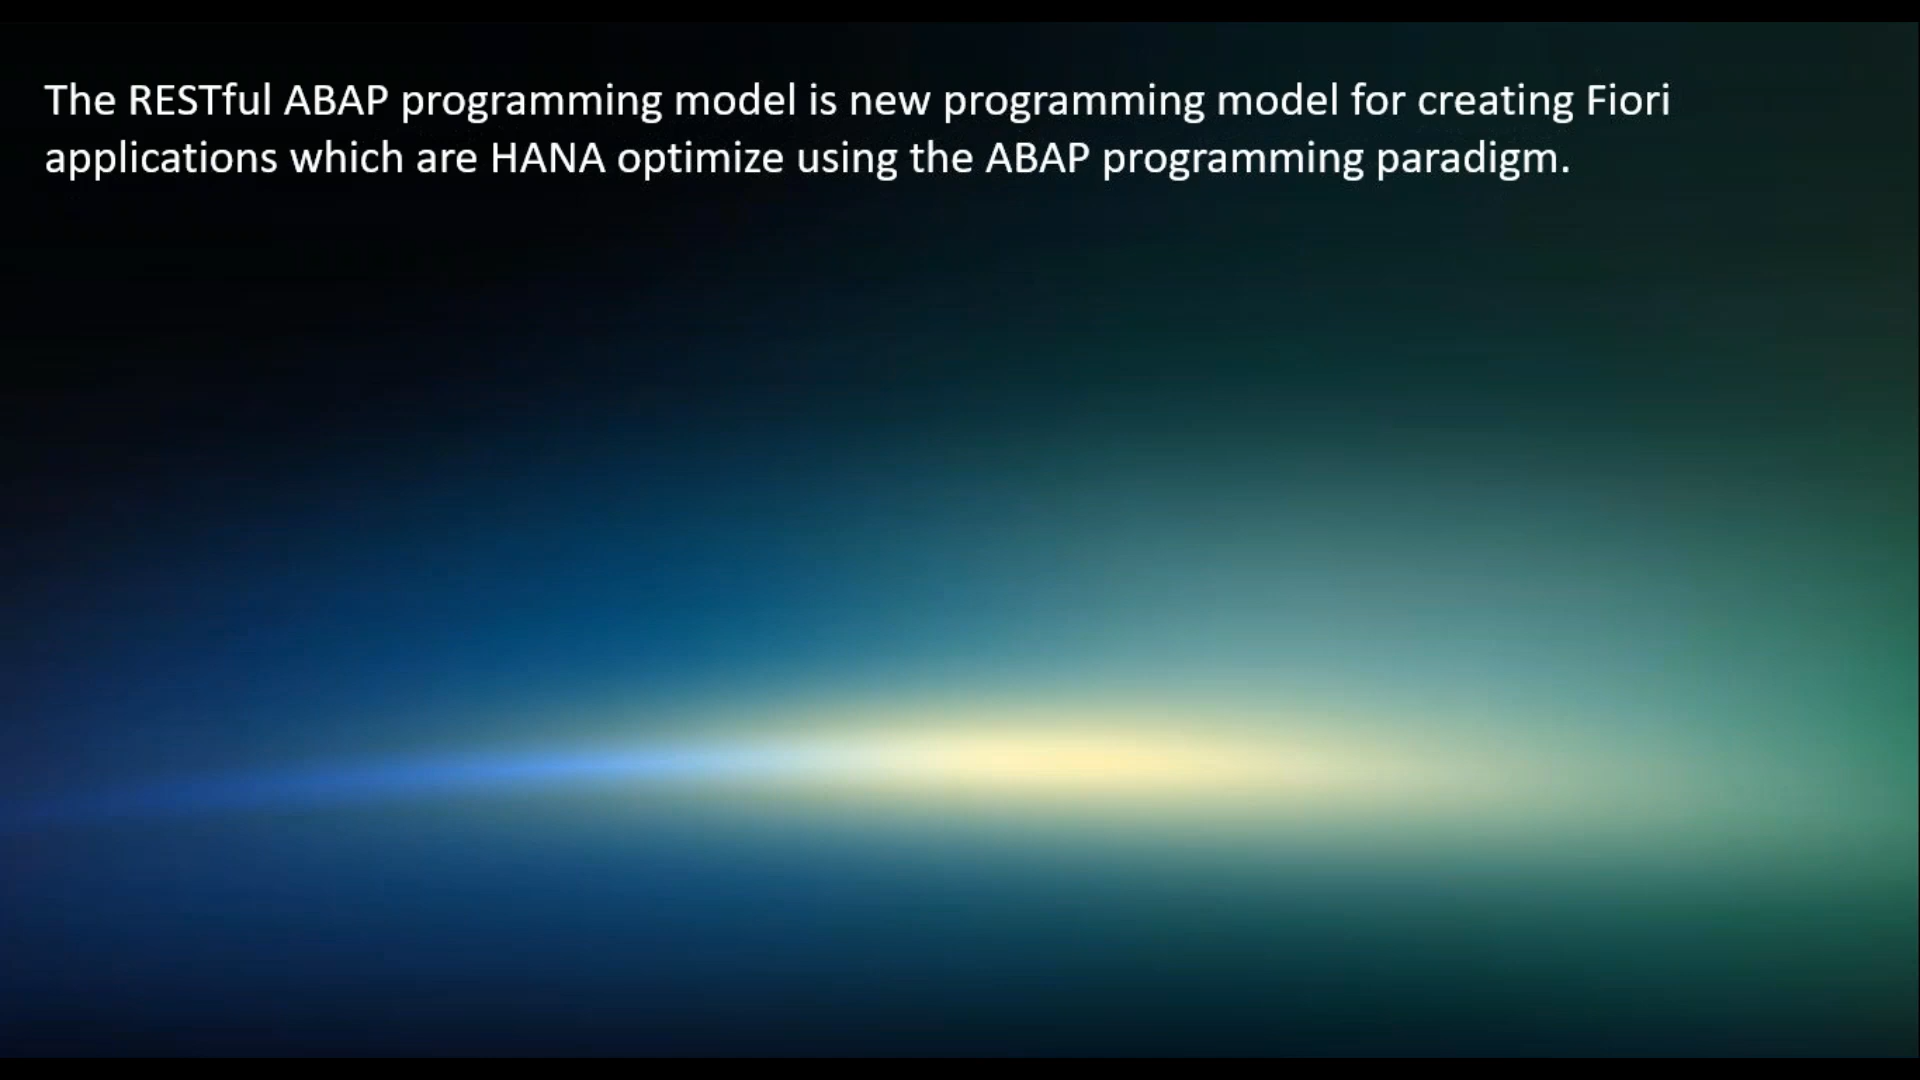 The RESTful ABAP programming model is new programming model for creating Fiori
applications which are HANA optimize using the ABAP programming paradigm.